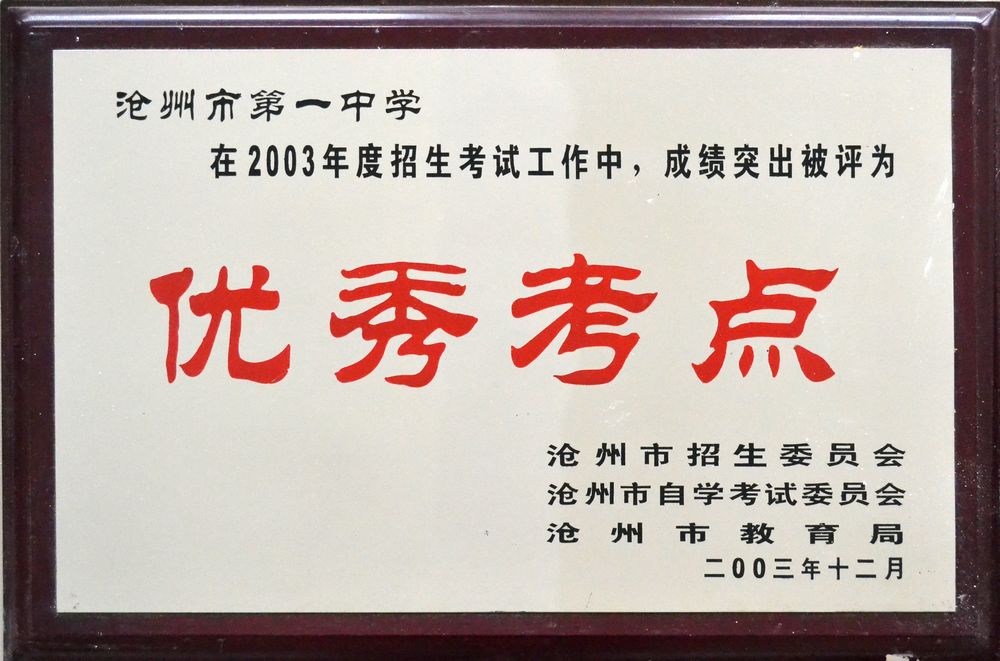 沧州市第一中学
在2003年度招生考试工作中，成绩突出被评为
优秀考点
沧州市招生委员会
沧州市自学考试委员会
沧州市教育局
二00三年十二月